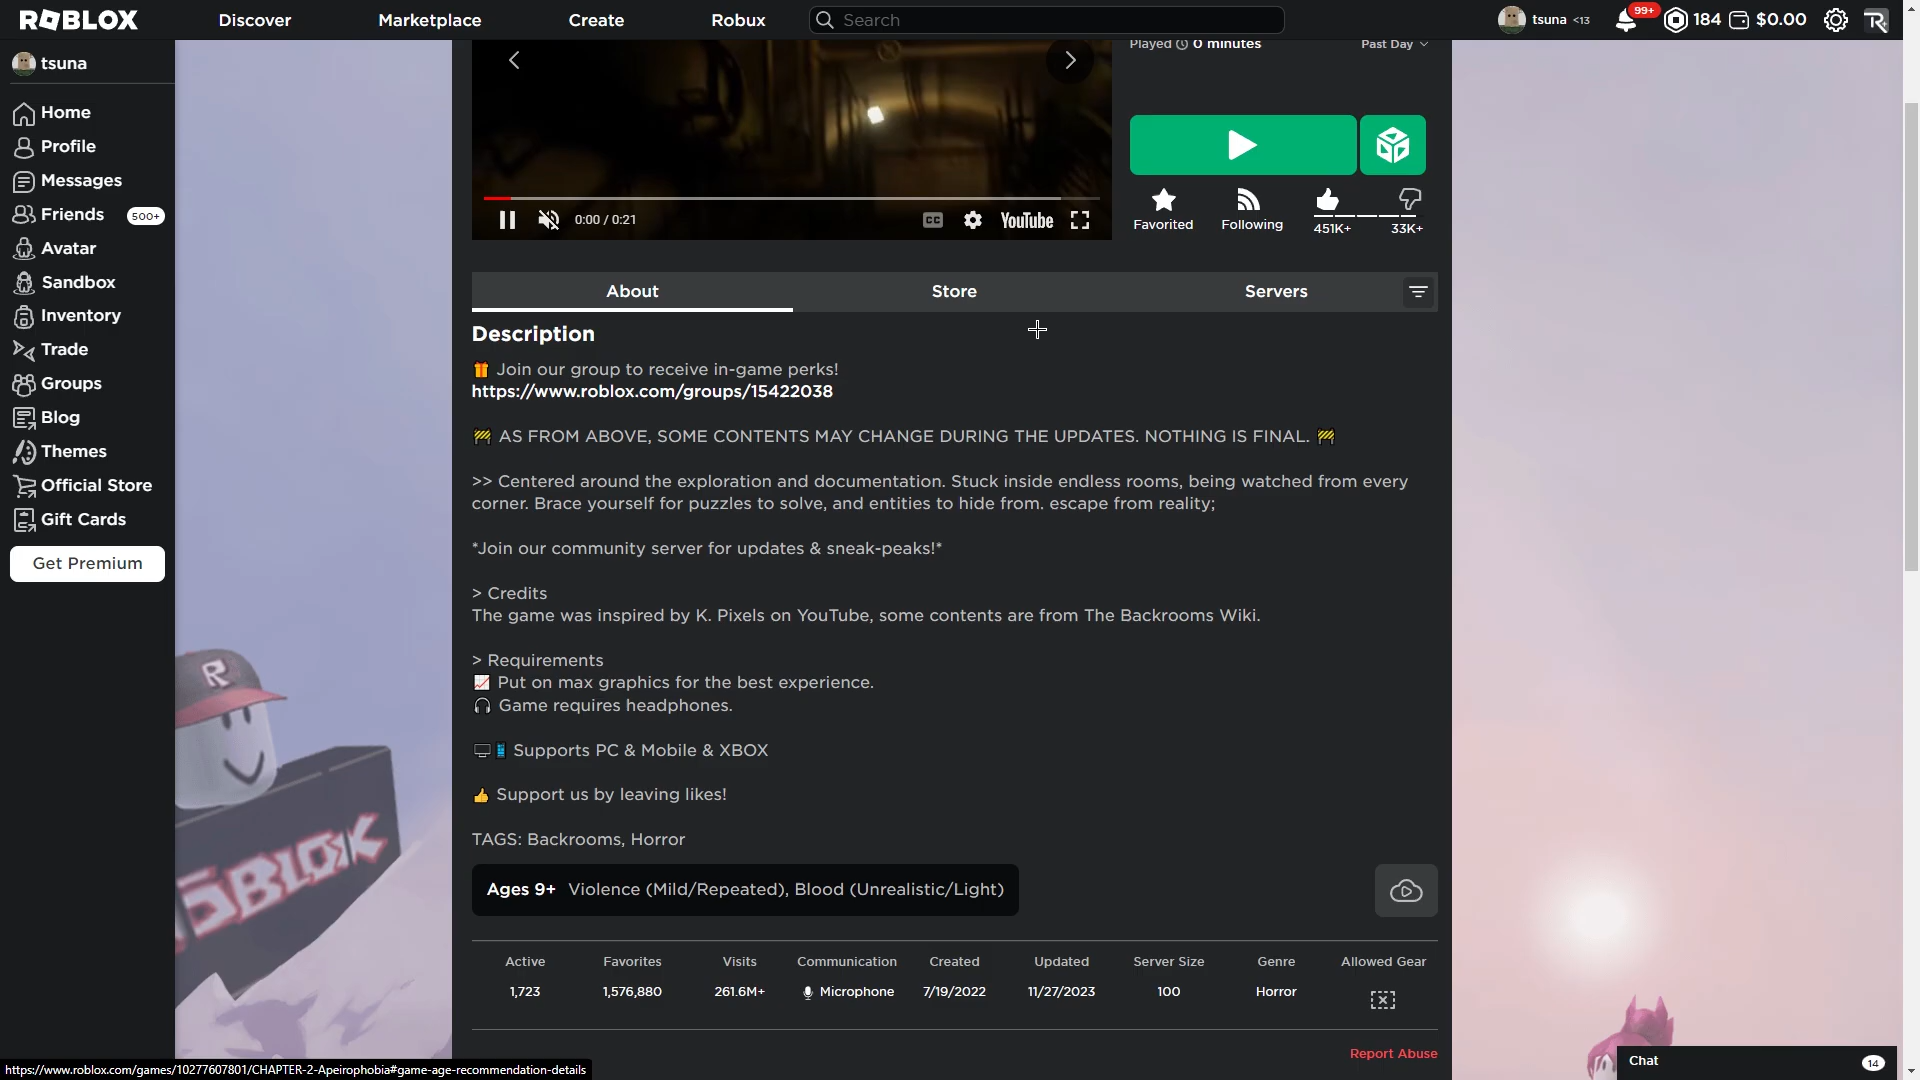 ROBLOX Discover Marketplace Create Robux Search tsuna <13 99+ 184 $0.00
tsuna
Home
Profile
Messages
Friends 500+
Avatar
Sandbox
Inventory
Trade
Groups
Blog
Themes
Official Store
Gift Cards
Get Premium
Played 0 minutes Past Day
0:00 / 0:21 CC YouTube
Favorited Following 451K+ 33K+
About Store Servers
Description
🎁 Join our group to receive in-game perks!
https://www.roblox.com/groups/15422038
🚧 AS FROM ABOVE, SOME CONTENTS MAY CHANGE DURING THE UPDATES. NOTHING IS FINAL. 🚧
>> Centered around the exploration and documentation. Stuck inside endless rooms, being watched from every
corner. Brace yourself for puzzles to solve, and entities to hide from. escape from reality;
*Join our community server for updates & sneak-peaks!*
> Credits
The game was inspired by K. Pixels on YouTube, some contents are from The Backrooms Wiki.
> Requirements
📈 Put on max graphics for the best experience.
🎧 Game requires headphones.
🖥📱 Supports PC & Mobile & XBOX
👍 Support us by leaving likes!
TAGS: Backrooms, Horror
Ages 9+ Violence (Mild/Repeated), Blood (Unrealistic/Light)
Active Favorites Visits Communication Created Updated Server Size Genre Allowed Gear
1,723 1,576,880 261.6M+ Microphone 7/19/2022 11/27/2023 100 Horror
Report Abuse
R
ROBLOX
Chat 14
https://www.roblox.com/games/10277607801/CHAPTER-2-Apeirophobia#game-age-recommendation-details